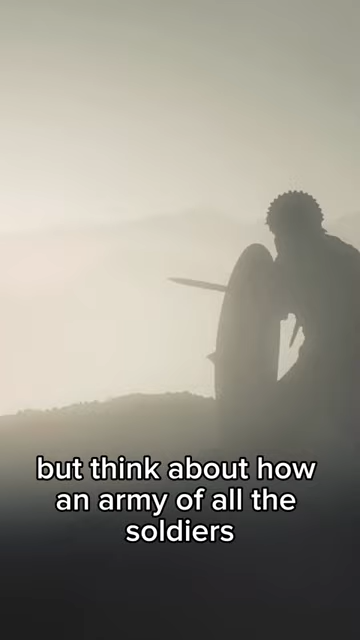 but think about how
an army of all the
soldiers